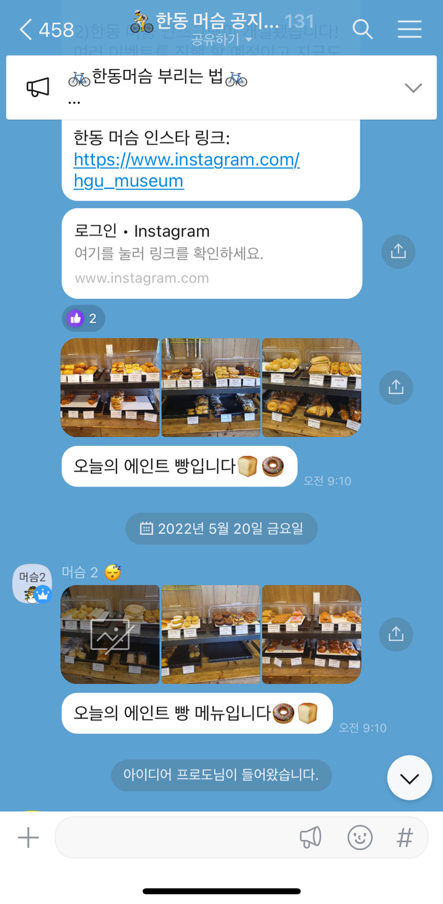 458
한동 머슴 공지... 131
공유하기
🚲한동머슴 부리는 법🚲
...
한동 머슴 인스타 링크:
https://www.instagram.com/
hgu_museum
로그인 • Instagram
여기를 눌러 링크를 확인하세요.
www.instagram.com
2
오늘의 에인트 빵입니다🍞🍩
오전 9:10
2022년 5월 20일 금요일
머슴2
머슴 2 😴
오늘의 에인트 빵 메뉴입니다🍩🍞
오전 9:10
아이디어 프로도님이 들어왔습니다.
#